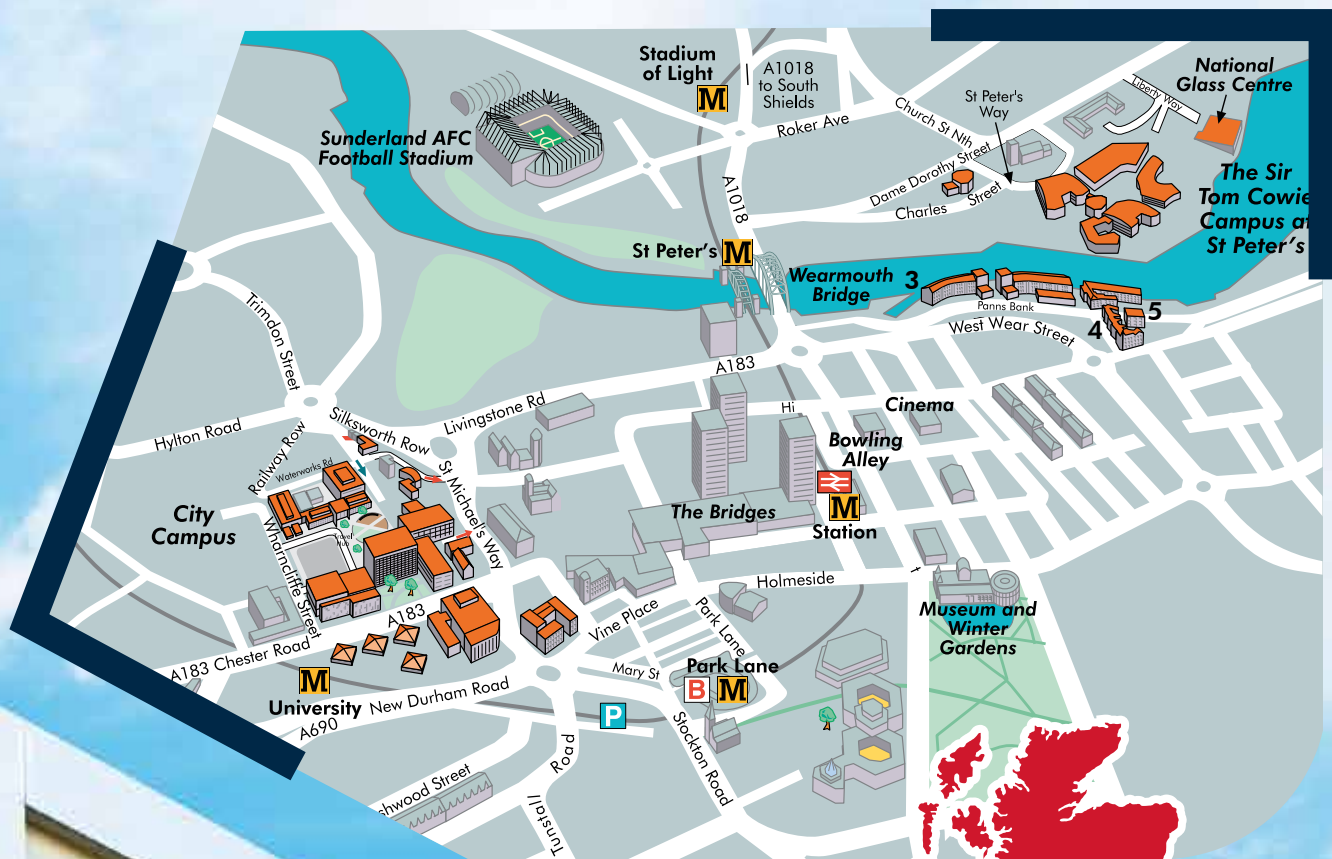 Stadium
of Light
M
A1018
to South
Shields
National
Glass Centre
Liberty Way
St Peter's
Way
Church St Nth
Roker Ave
Sunderland AFC
Football Stadium
Dame Dorothy Street
Charles Street
A1018
The Sir
Tom Cowie
Campus at
St Peter's
St Peter's M
Wearmouth
Bridge
3
Panns Bank
West Wear Street
4
5
Trimdon Street
A183
Hi
Cinema
Livingstone Rd
Silksworth Row
Hylton Road
Railway Row
Waterworks Rd
St Michael's Way
Bowling
Alley
M
Station
The Bridges
City
Campus
Travel
Hub
Wharncliffe Street
Holmeside
t
Museum and
Winter
Gardens
Vine Place
Park Lane
A183
A183 Chester Road
Mary St
Park Lane
B M
M
University
New Durham Road
A690
P
Stockton Road
shwood Street
Road
Tunstall